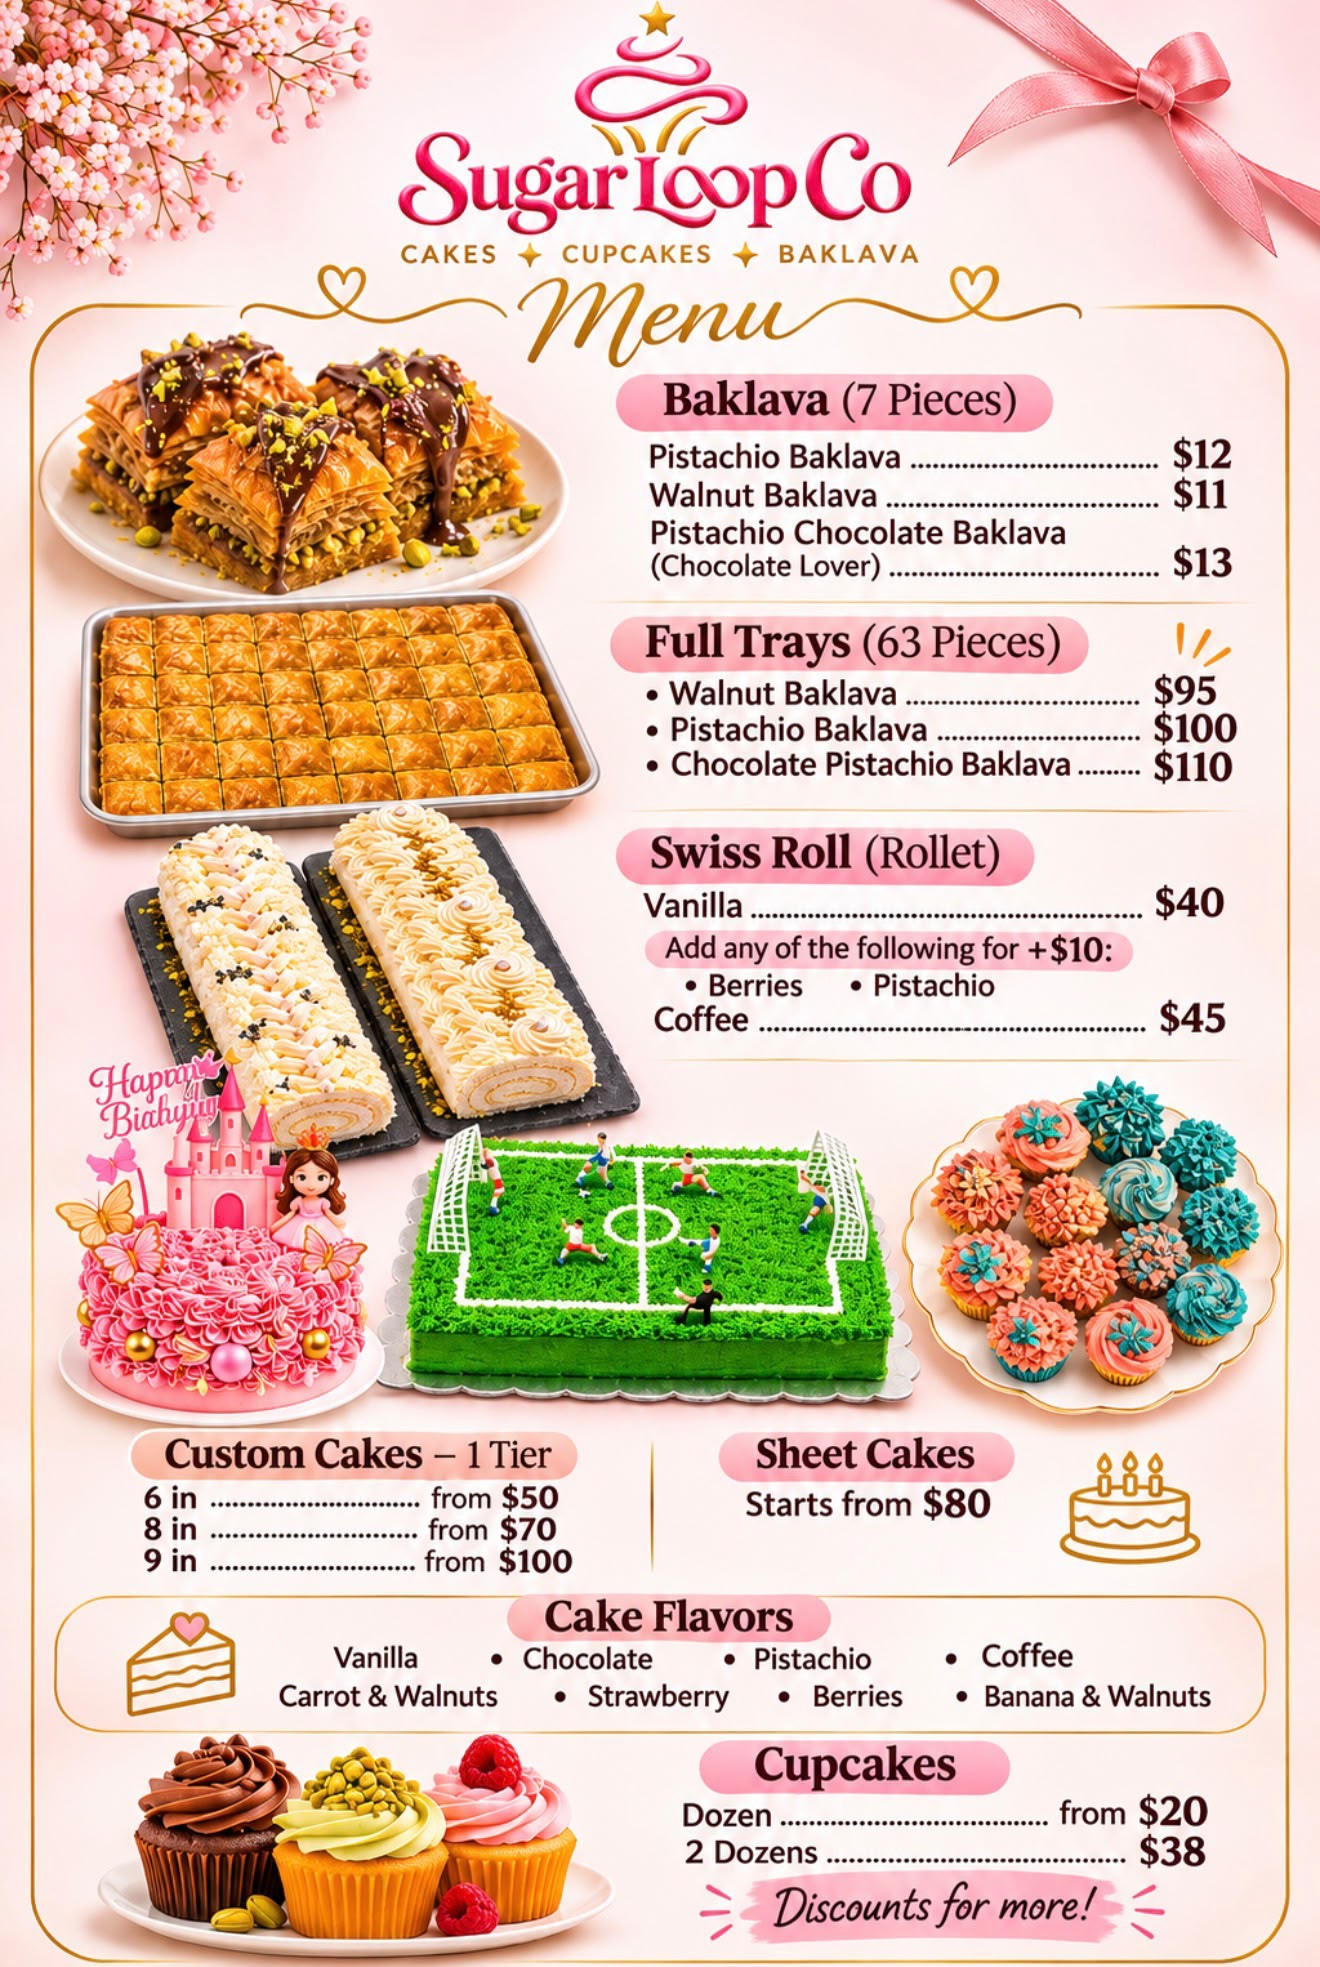 Sugar Loop Co
CAKES ✦ CUPCAKES ✦ BAKLAVA
Menu
Baklava (7 Pieces)
Pistachio Baklava ................................ $12
Walnut Baklava ................................... $11
Pistachio Chocolate Baklava
(Chocolate Lover) ................................... $13
Full Trays (63 Pieces)
• Walnut Baklava .............................. $95
• Pistachio Baklava .......................... $100
• Chocolate Pistachio Baklava ......... $110
Swiss Roll (Rollet)
Vanilla .................................................. $40
Add any of the following for +$10:
• Berries • Pistachio
Coffee .................................................. $45
Happy
Custom Cakes – 1 Tier
6 in ............................ from $50
8 in ............................ from $70
9 in ............................ from $100
Sheet Cakes
Starts from $80
Cake Flavors
Vanilla • Chocolate • Pistachio • Coffee
Carrot & Walnuts • Strawberry • Berries • Banana & Walnuts
Cupcakes
Dozen .................................... from $20
2 Dozens ....................................... $38
Discounts for more!